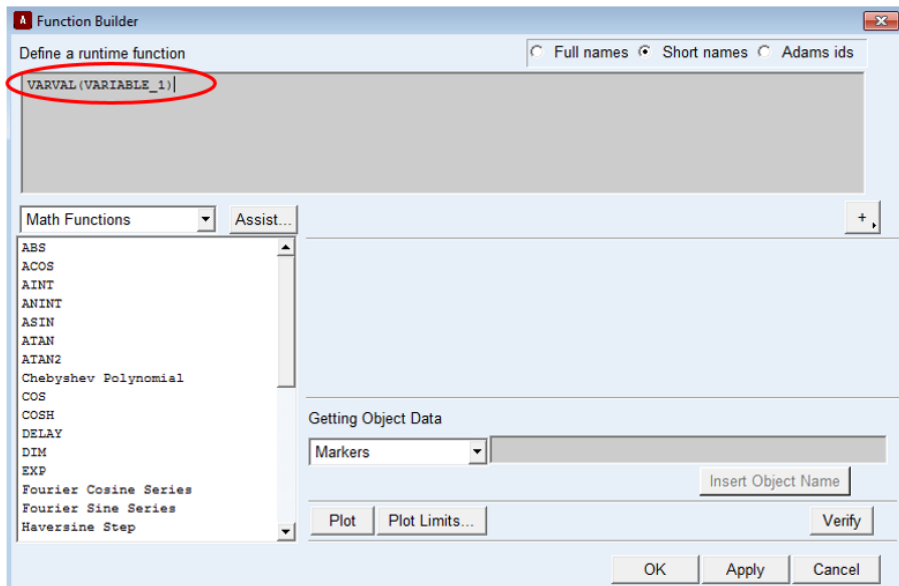 A Function Builder
Define a runtime function
Full names Short names Adams ids
VARVAL(VARIABLE_1)
Math Functions Assist... +
ABS
ACOS
AINT
ANINT
ASIN
ATAN
ATAN2
Chebyshev Polynomial
COS
COSH
DELAY
DIM
EXP
Fourier Cosine Series
Fourier Sine Series
Haversine Step
Getting Object Data
Markers
Insert Object Name
Plot Plot Limits... Verify
OK Apply Cancel